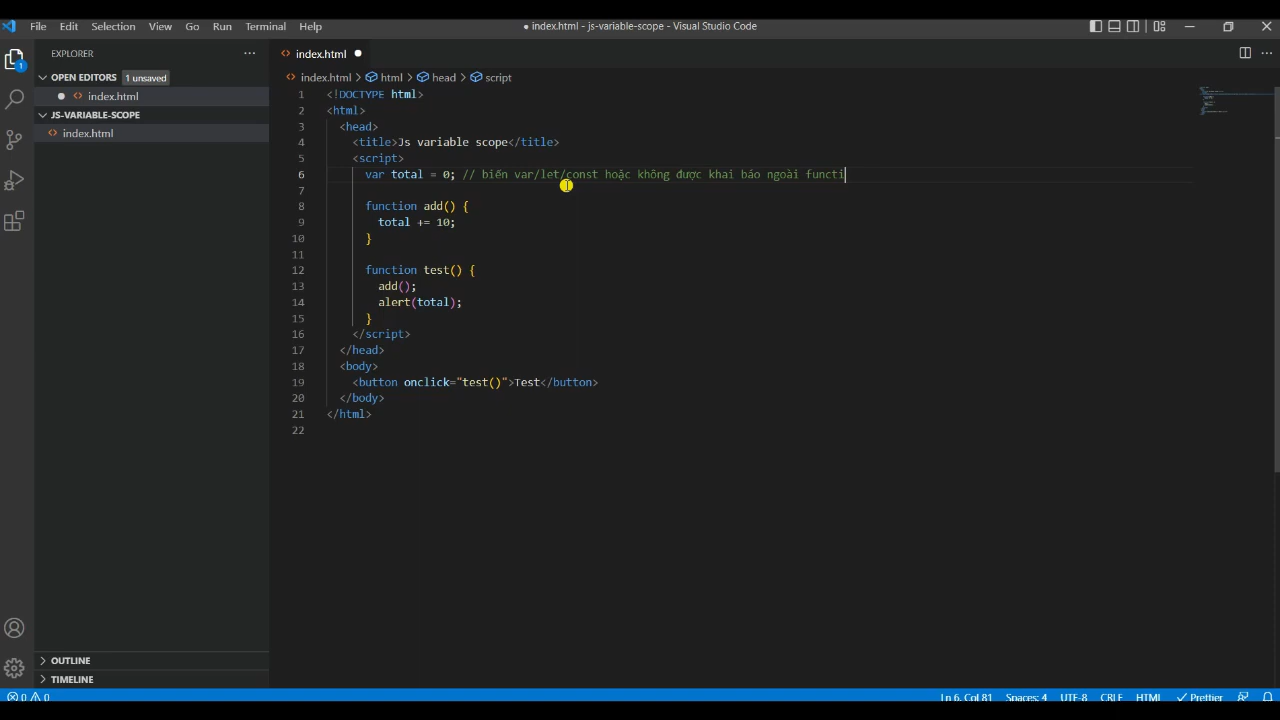 File Edit Selection View Go Run Terminal Help
● index.html - js-variable-scope - Visual Studio Code
EXPLORER
OPEN EDITORS 1 unsaved
index.html
JS-VARIABLE-SCOPE
index.html
OUTLINE
TIMELINE
1
index.html
index.html > html > head > script
1 <!DOCTYPE html>
2 <html>
3 <head>
4 <title>Js variable scope</title>
5 <script>
6 var total = 0; // biến var/let/const hoặc không được khai báo ngoài functi
7
8 function add() {
9 total += 10;
10 }
11
12 function test() {
13 add();
14 alert(total);
15 }
16 </script>
17 </head>
18 <body>
19 <button onclick="test()">Test</button>
20 </body>
21 </html>
22
0 0
Ln 6, Col 81 Spaces: 4 UTF-8 CRLF HTML Prettier